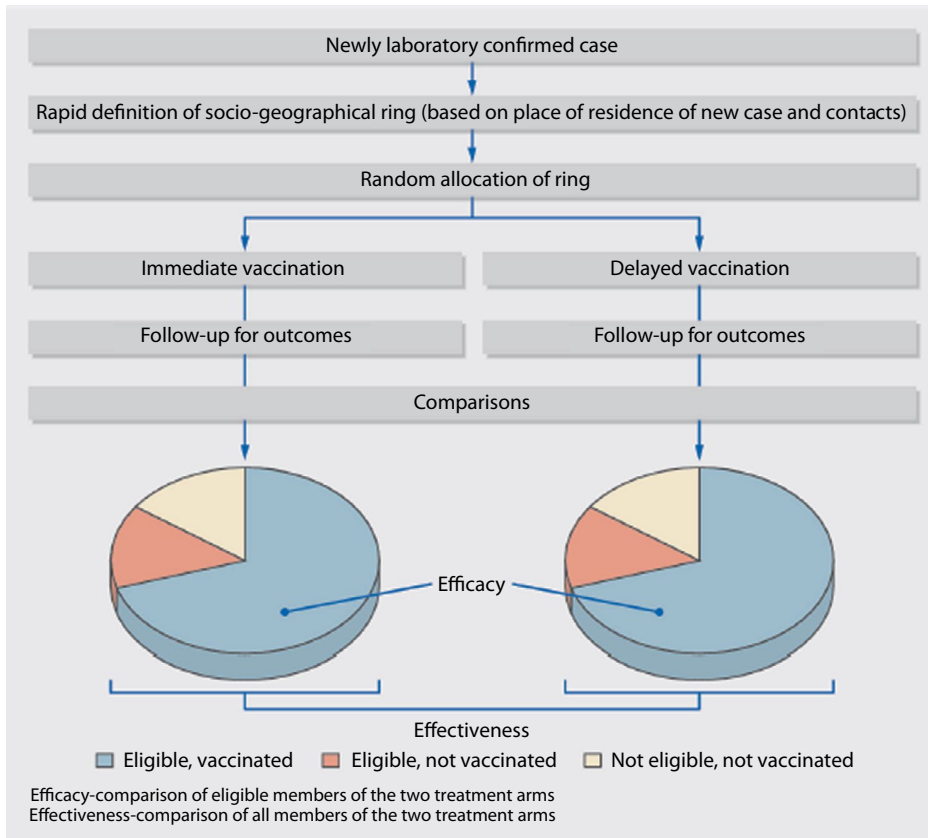 Newly laboratory confirmed case
Rapid definition of socio-geographical ring (based on place of residence of new case and contacts)
Random allocation of ring
Immediate vaccination
Delayed vaccination
Follow-up for outcomes
Follow-up for outcomes
Comparisons
Efficacy
Effectiveness
Eligible, vaccinated
Eligible, not vaccinated
Not eligible, not vaccinated
Efficacy-comparison of eligible members of the two treatment arms
Effectiveness-comparison of all members of the two treatment arms